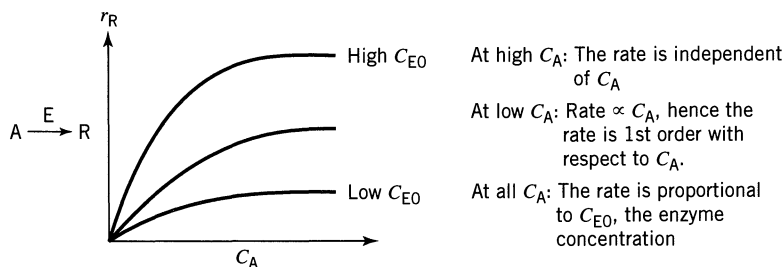 r_R
High C_E0
Low C_E0
A —E→ R
C_A
At high C_A: The rate is independent
of C_A
At low C_A: Rate ∝ C_A, hence the
rate is 1st order with
respect to C_A.
At all C_A: The rate is proportional
to C_E0, the enzyme
concentration